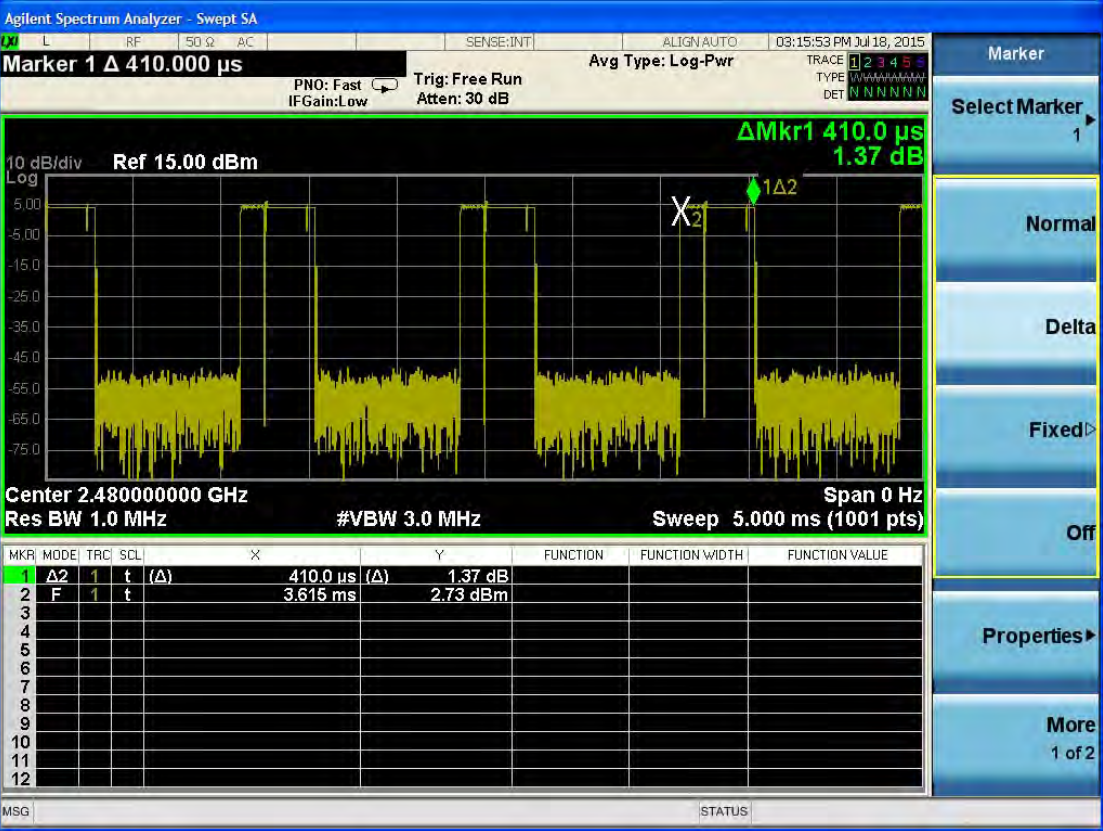 Agilent Spectrum Analyzer - Swept SA
LXI L RF 50 Ω AC SENSE:INT ALIGN AUTO 03:15:53 PM Jul 18, 2015
Marker 1 Δ 410.000 µs
PNO: Fast
IFGain:Low
Trig: Free Run
Atten: 30 dB
Avg Type: Log-Pwr
TRACE 1 2 3 4 5 6
TYPE
DET N N N N N N
ΔMkr1 410.0 µs
1.37 dB
10 dB/div Ref 15.00 dBm
Log
5.00
-5.00
-15.0
-25.0
-35.0
-45.0
-55.0
-65.0
-75.0
X2
1Δ2
Center 2.480000000 GHz Span 0 Hz
Res BW 1.0 MHz #VBW 3.0 MHz Sweep 5.000 ms (1001 pts)
MKR MODE TRC SCL X Y FUNCTION FUNCTION WIDTH FUNCTION VALUE
1 Δ2 1 t (Δ) 410.0 µs (Δ) 1.37 dB
2 F 1 t 3.615 ms 2.73 dBm
3
4
5
6
7
8
9
10
11
12
MSG STATUS
Marker
Select Marker
1
Normal
Delta
Fixed
Off
Properties
More
1 of 2